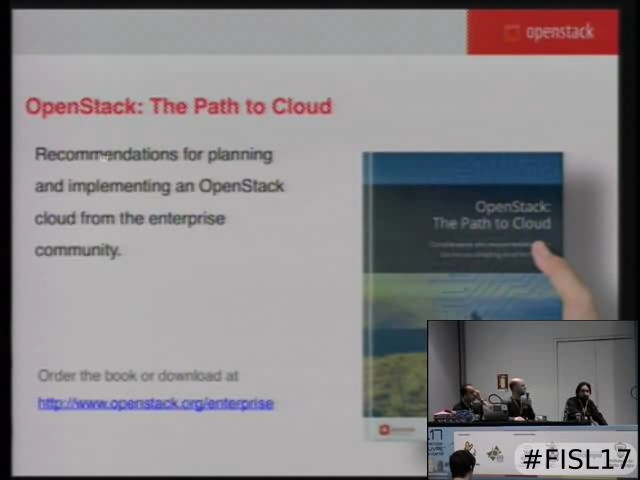 openstack
OpenStack: The Path to Cloud
Recommendations for planning
and implementing an OpenStack
cloud from the enterprise
community.
OpenStack:
The Path to Cloud
Order the book or download at
http://www.openstack.org/enterprise
17
#FISL17